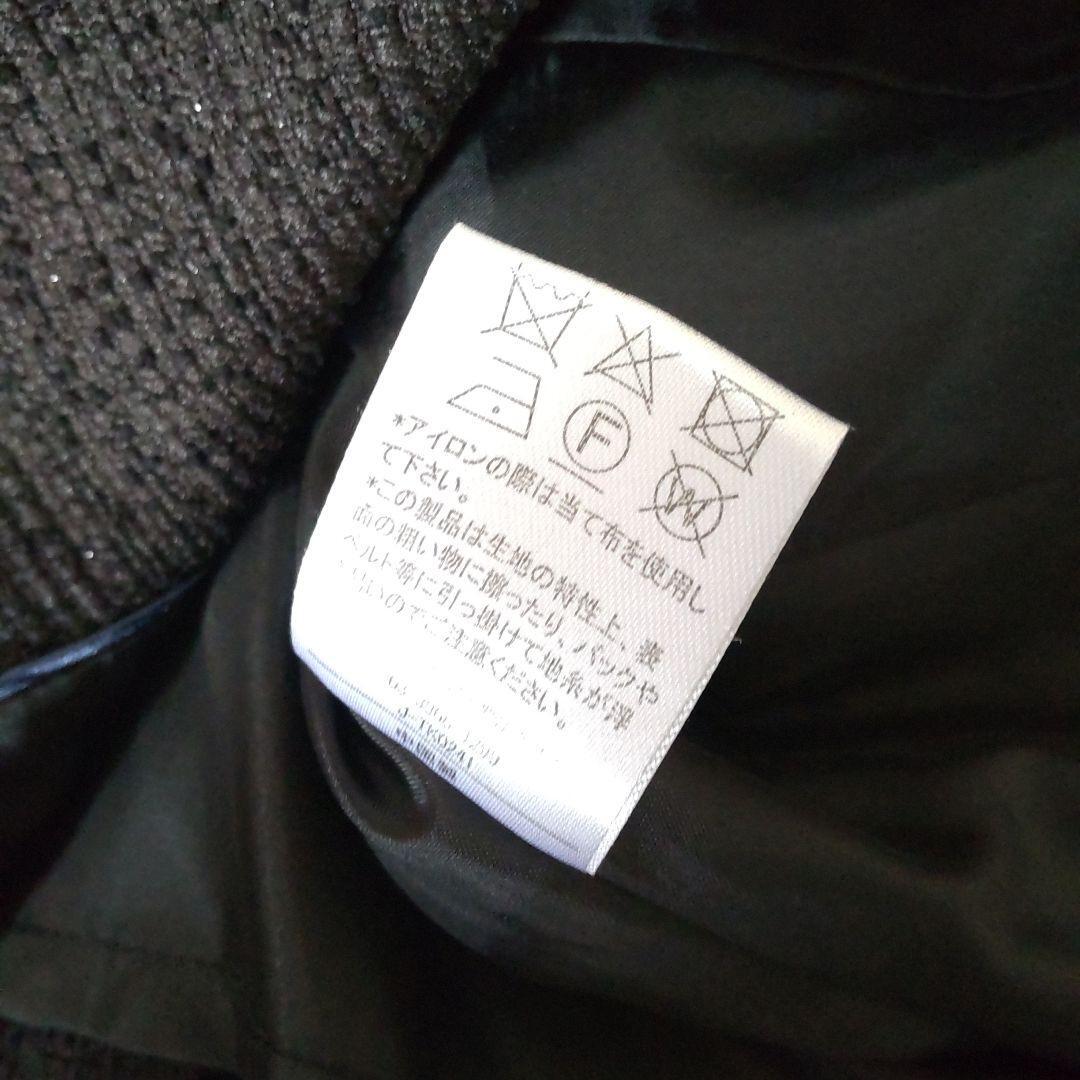 F
W
*アイロンの際は当て布を使用し
て下さい。
*この製品は生地の特性上、表
面の粗い物に擦ったり、バックや
ベルト等に引っ掛けて地糸が浮
いのでご注意ください。